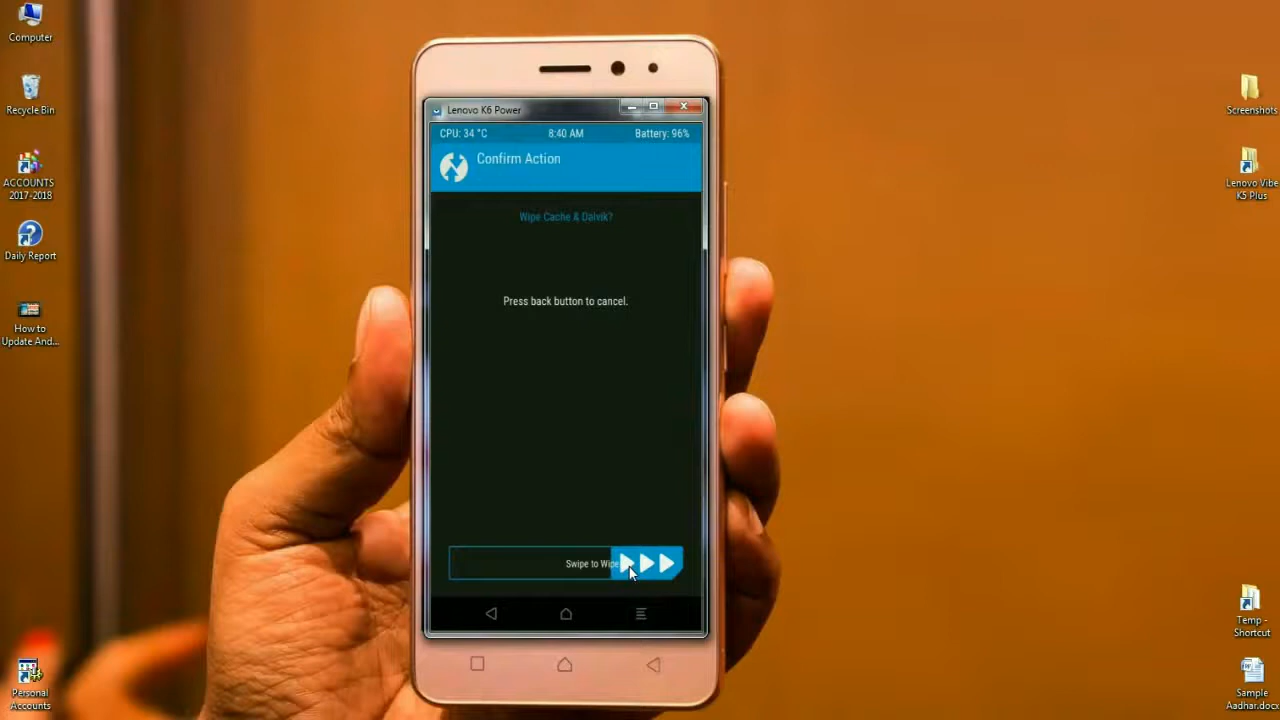 Computer
Recycle Bin
ACCOUNTS
2017-2018
Daily Report
How to
Update And...
Personal
Accounts
Lenovo K6 Power
CPU: 34 °C
8:40 AM
Battery: 96%
Confirm Action
Wipe Cache & Dalvik?
Press back button to cancel.
Swipe to Wipe
Screenshots
Lenovo Vibe
K5 Plus
Temp -
Shortcut
Sample
Aadhar.docx